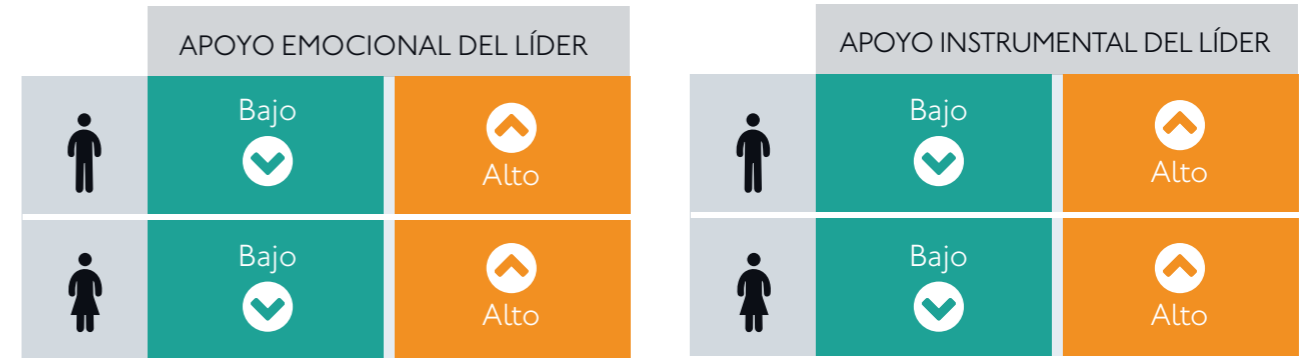 APOYO EMOCIONAL DEL LÍDER
Bajo
Alto
Bajo
Alto
APOYO INSTRUMENTAL DEL LÍDER
Bajo
Alto
Bajo
Alto